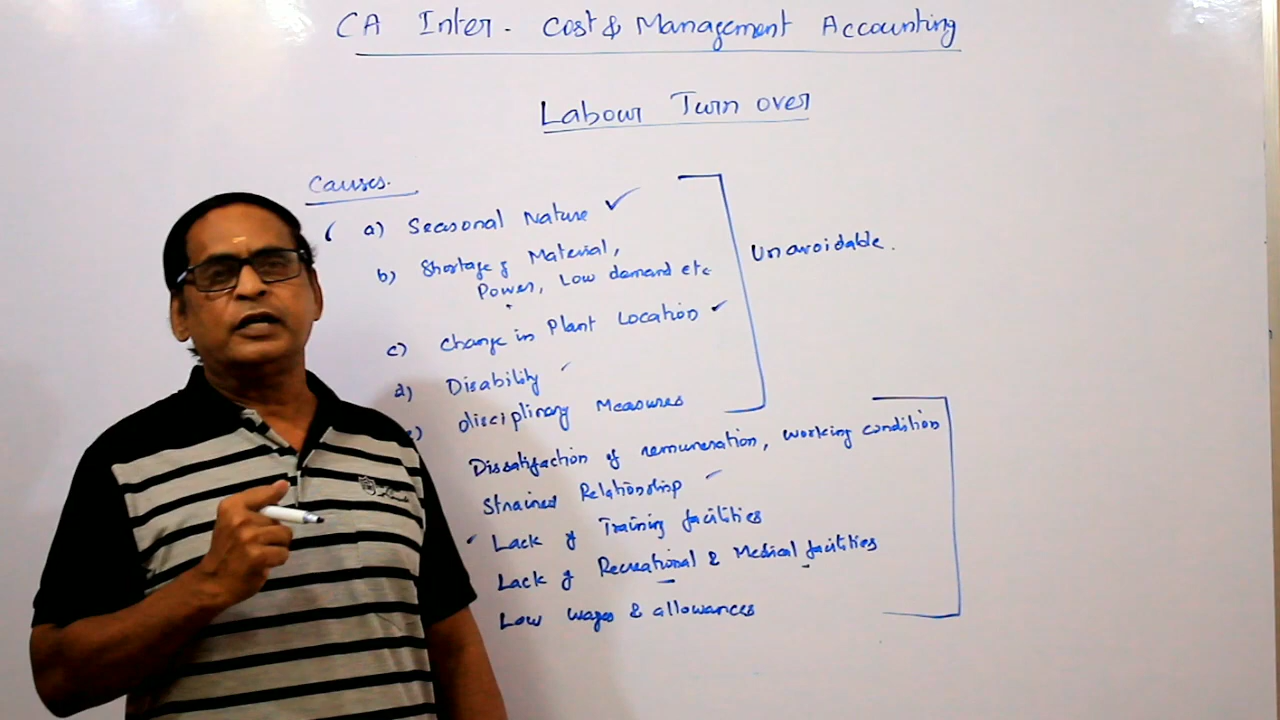 CA Inter - Cost & Management Accounting
Labour Turn over
Causes.
a) Seasonal Nature
b) Shortage of Material,
Power, Low demand etc
c) Change in Plant Location
d) Disability
e) disciplinary Measures
Unavoidable.
Dissatifaction of remuneration, working condition
Strained Relationship
Lack of Training facilities
Lack of Recreational & Medical facilities
Low wages & allowances